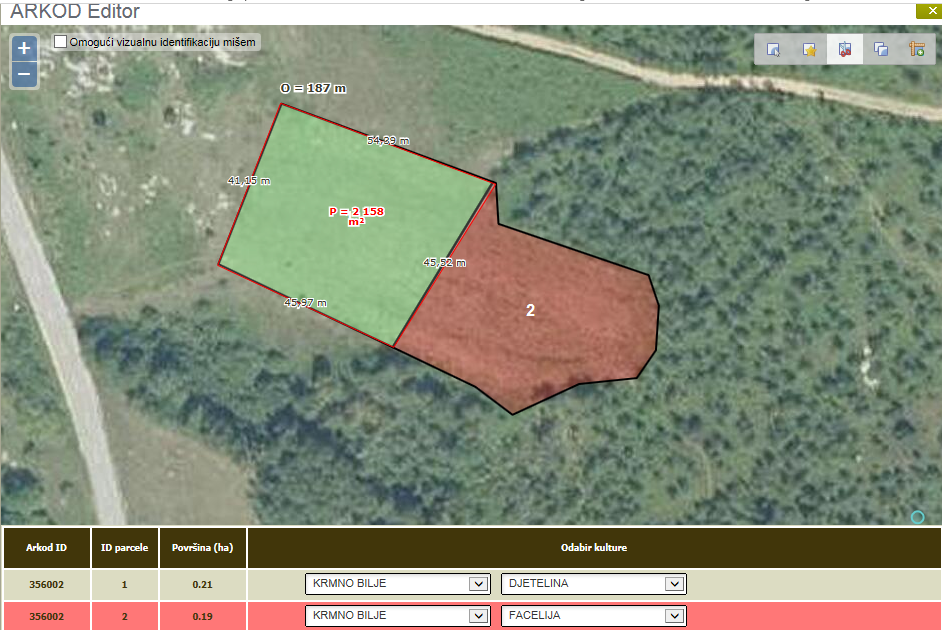 ARKOD Editor
×
+
−
Omogući vizualnu identifikaciju mišem
O = 187 m
54,29 m
41,15 m
P = 2.158
m²
45,52 m
45,97 m
2
Arkod ID ID parcele Površina (ha) Odabir kulture
356002 1 0.21 KRMNO BILJE DJETELINA
356002 2 0.19 KRMNO BILJE FACELIJA